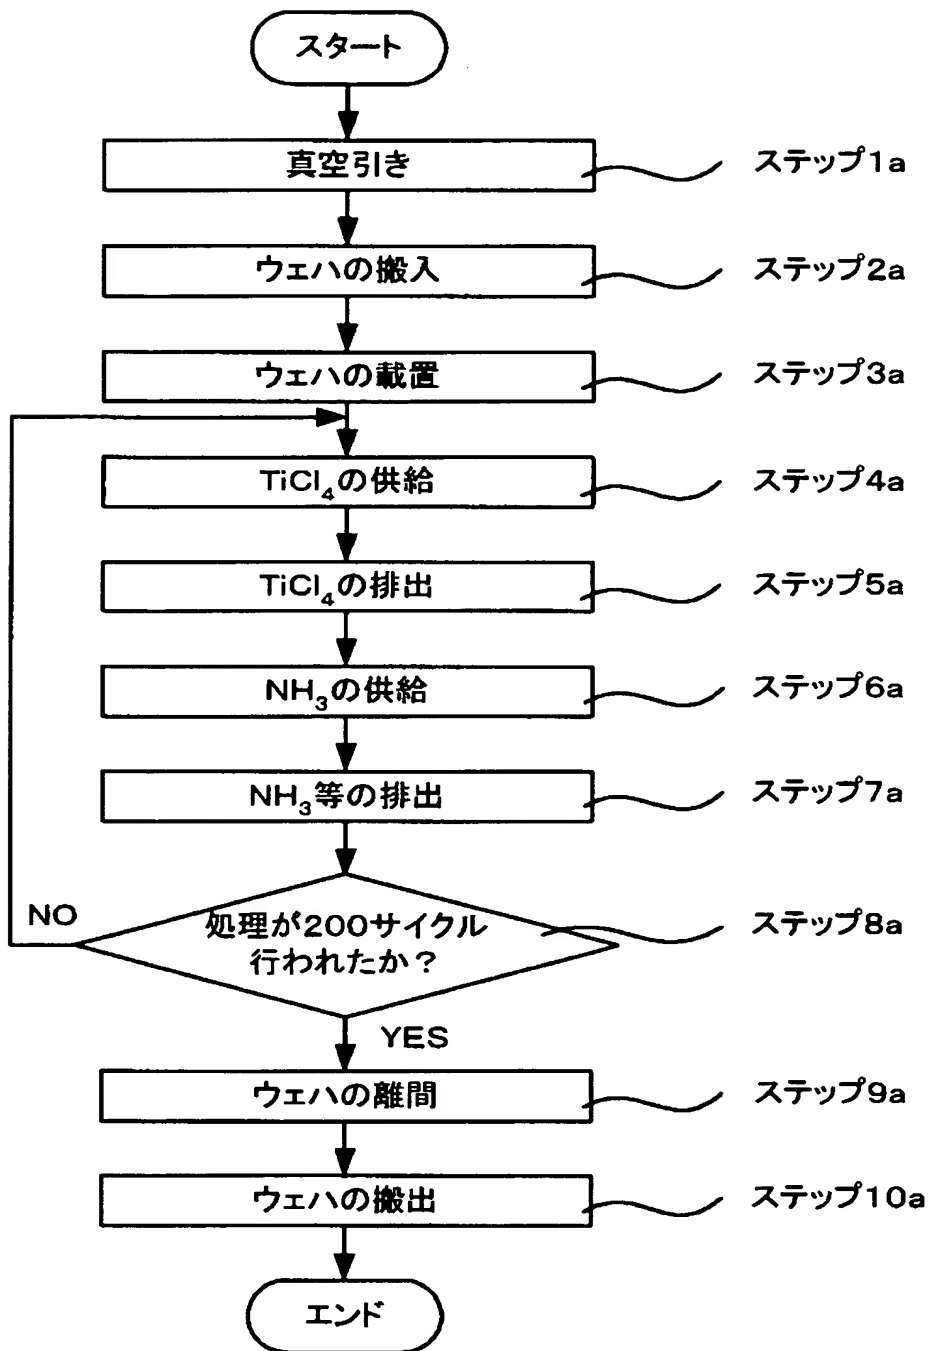 スタート
真空引き ステップ1a
ウェハの搬入 ステップ2a
ウェハの載置 ステップ3a
TiCl₄の供給 ステップ4a
TiCl₄の排出 ステップ5a
NH₃の供給 ステップ6a
NH₃等の排出 ステップ7a
NO
処理が200サイクル
行われたか？
ステップ8a
YES
ウェハの離間 ステップ9a
ウェハの搬出 ステップ10a
エンド